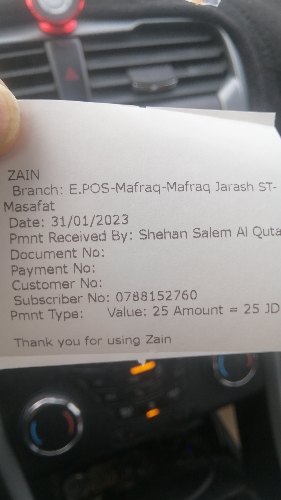 ZAIN
Branch: E.POS-Mafraq-Mafraq Jarash ST-
Masafat
Date: 31/01/2023
Pmnt Received By: Shehan Salem Al Quta
Document No:
Payment No:
Customer No:
Subscriber No: 0788152760
Pmnt Type: Value: 25 Amount = 25 JD
Thank you for using Zain